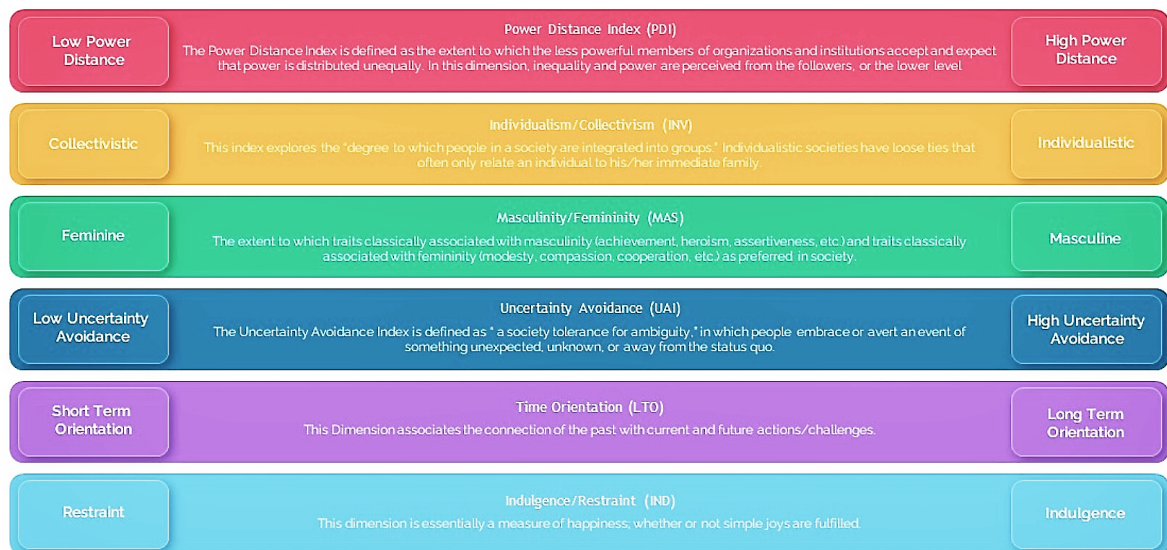 Power Distance Index (PDI)
Low Power
Distance
The Power Distance Index is defined as the extent to which the less powerful members of organizations and institutions accept and expect
that power is distributed unequally. In this dimension, inequality and power are perceived from the followers, or the lower level
High Power
Distance
Individualism/Collectivism (INV)
Collectivistic
This index explores the "degree to which people in a society are integrated into groups." Individualistic societies have loose ties that
often only relate an individual to his/her immediate family.
Individualistic
Masculinity/Femininity (MAS)
Feminine
The extent to which traits classically associated with masculinity (achievement, heroism, assertiveness, etc.) and traits classically
associated with femininity (modesty, compassion, cooperation, etc.) as preferred in society.
Masculine
Uncertainty Avoidance (UAI)
Low Uncertainty
Avoidance
The Uncertainty Avoidance Index is defined as " a society tolerance for ambiguity," in which people embrace or avert an event of
something unexpected, unknown, or away from the status quo.
High Uncertainty
Avoidance
Time Orientation (LTO)
Short Term
Orientation
This Dimension associates the connection of the past with current and future actions/challenges.
Long Term
Orientation
Indulgence/Restraint (IND)
Restraint
This dimension is essentially a measure of happiness; whether or not simple joys are fulfilled.
Indulgence